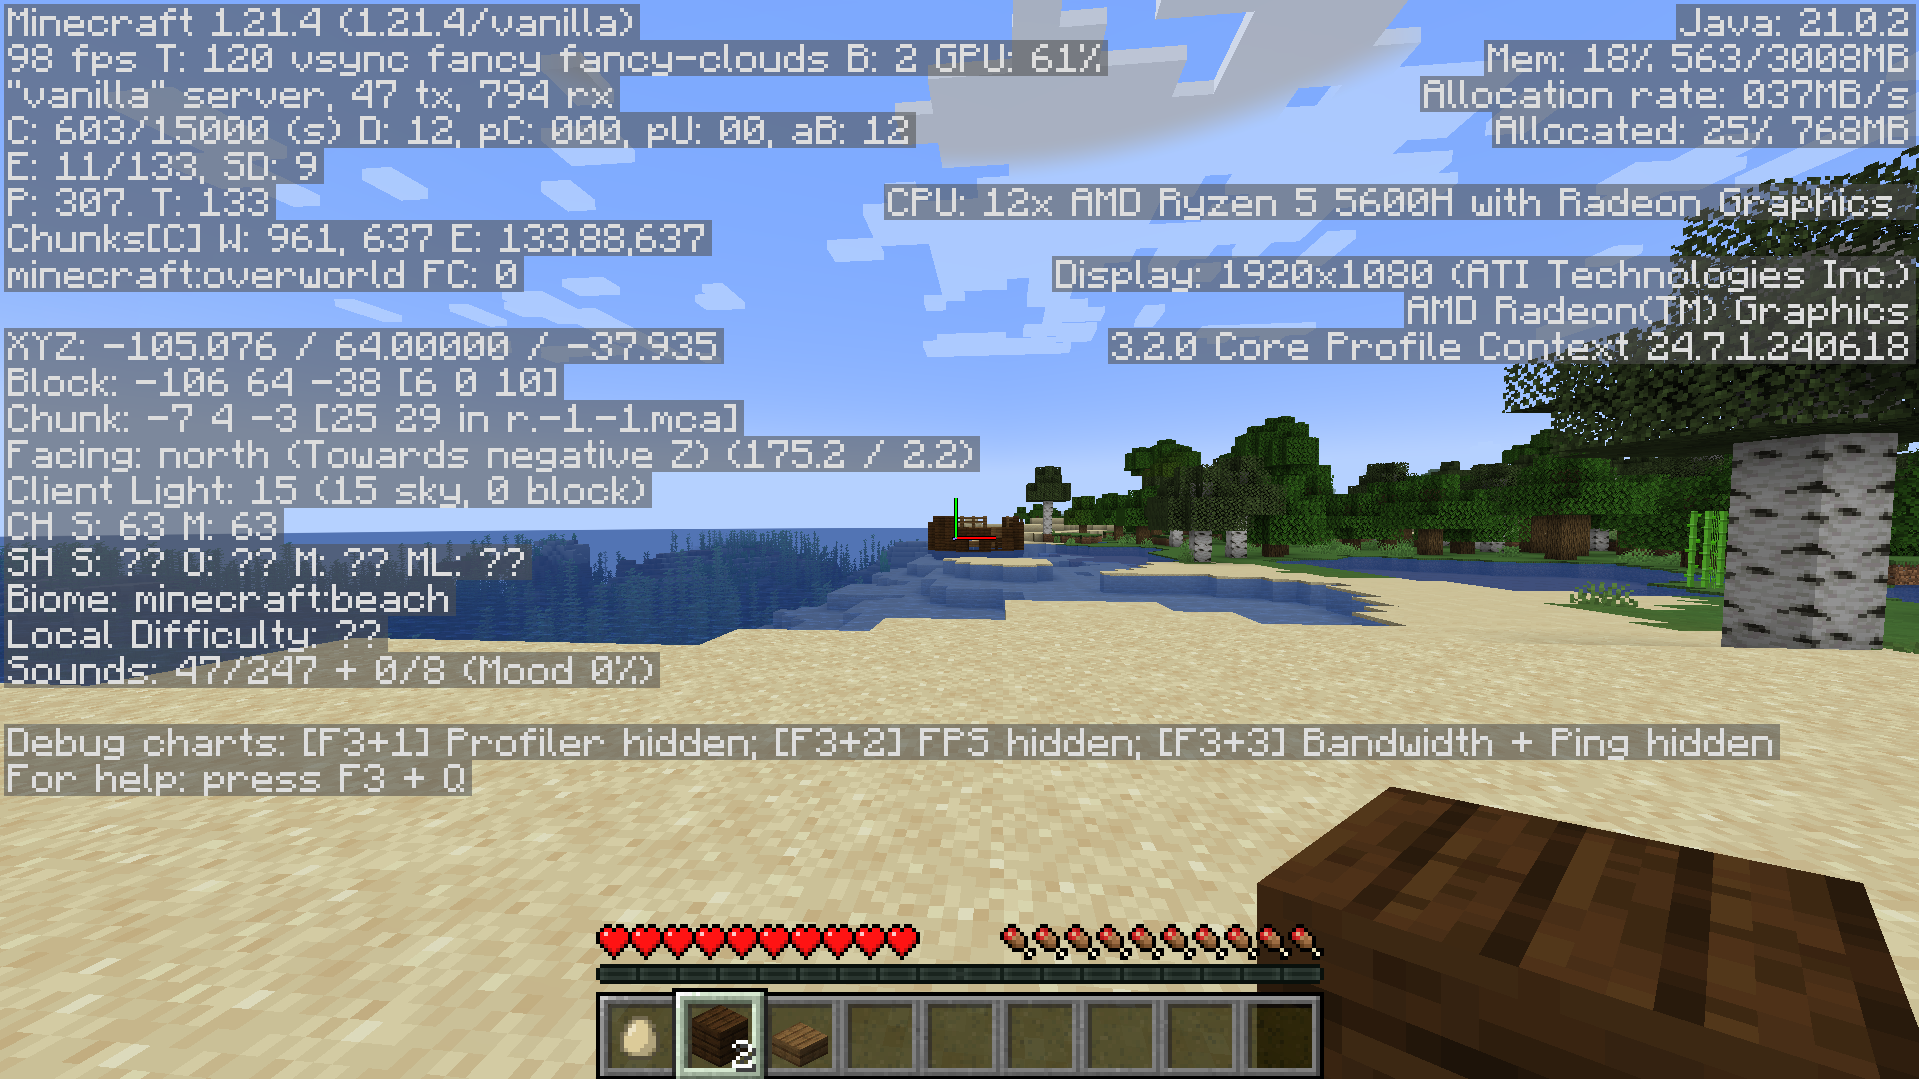 Minecraft 1.21.4 (1.21.4/vanilla)
98 fps T: 120 vsync fancy fancy-clouds B: 2 GPU: 61%
"vanilla" server, 47 tx, 794 rx
C: 603/15000 (s) D: 12, pC: 000, pU: 00, aB: 12
E: 11/133, SD: 9
P: 307. T: 133
Chunks[C] W: 961, 637 E: 133,88,637
minecraft:overworld FC: 0
XYZ: -105.076 / 64.00000 / -37.935
Block: -106 64 -38 [6 0 10]
Chunk: -7 4 -3 [25 29 in r.-1.-1.mca]
Facing: north (Towards negative Z) (175.2 / 2.2)
Client Light: 15 (15 sky, 0 block)
CH S: 63 M: 63
SH S: ?? O: ?? M: ?? ML: ??
Biome: minecraft:beach
Local Difficulty: ??
Sounds: 47/247 + 0/8 (Mood 0%)
Debug charts: [F3+1] Profiler hidden; [F3+2] FPS hidden; [F3+3] Bandwidth + Ping hidden
For help: press F3 + Q
Java: 21.0.2
Mem: 18% 563/3008MB
Allocation rate: 037MB/s
Allocated: 25% 768MB
CPU: 12x AMD Ryzen 5 5600H with Radeon Graphics
Display: 1920x1080 (ATI Technologies Inc.)
AMD Radeon(TM) Graphics
3.2.0 Core Profile Context 24.7.1.240618
2